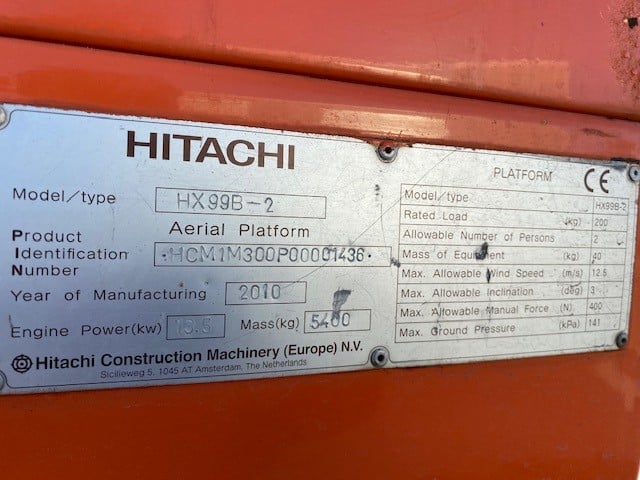 HITACHI
Model/type HX99B-2
Aerial Platform
Product
Identification ·HCM1M300P00001436·
Number
Year of Manufacturing 2010
Engine Power(kw) Mass(kg) 5400
Hitachi Construction Machinery (Europe) N.V.
Sicilieweg 5, 1045 AT Amsterdam, The Netherlands
PLATFORM CE
Model/type HX99B-2
Rated Load (kg) 200
Allowable Number of Persons 2
Mass of Equipment (kg) 40
Max. Allowable Wind Speed (m/s) 12.5
Max. Allowable Inclination (deg) 3
Max. Allowable Manual Force (N) 400
Max. Ground Pressure (kPa) 141